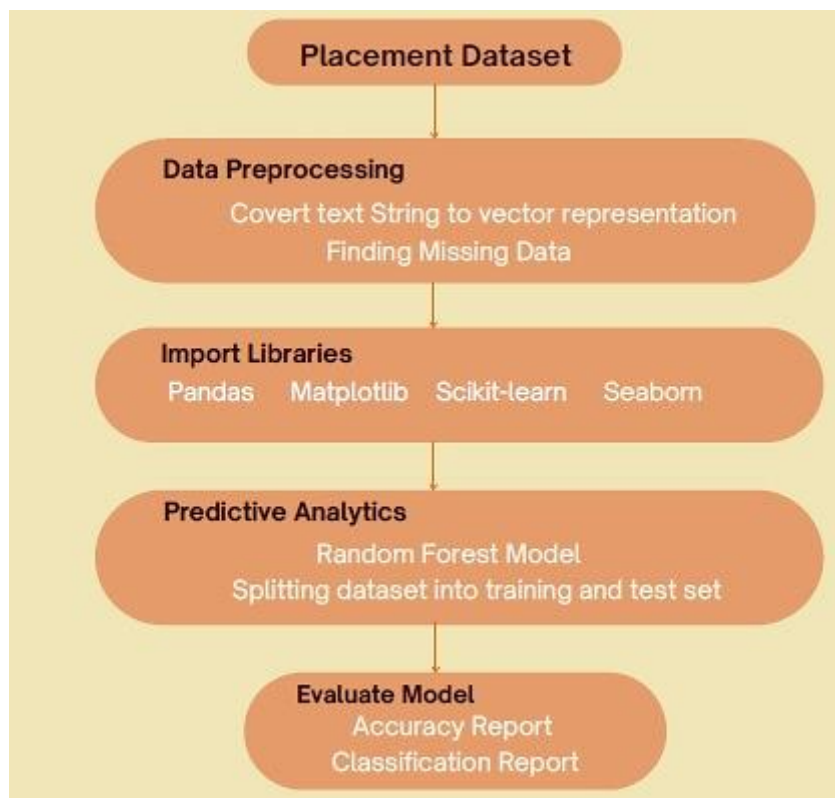 Placement Dataset
Data Preprocessing
Covert text String to vector representation
Finding Missing Data
Import Libraries
Pandas Matplotlib Scikit-learn Seaborn
Predictive Analytics
Random Forest Model
Splitting dataset into training and test set
Evaluate Model
Accuracy Report
Classification Report